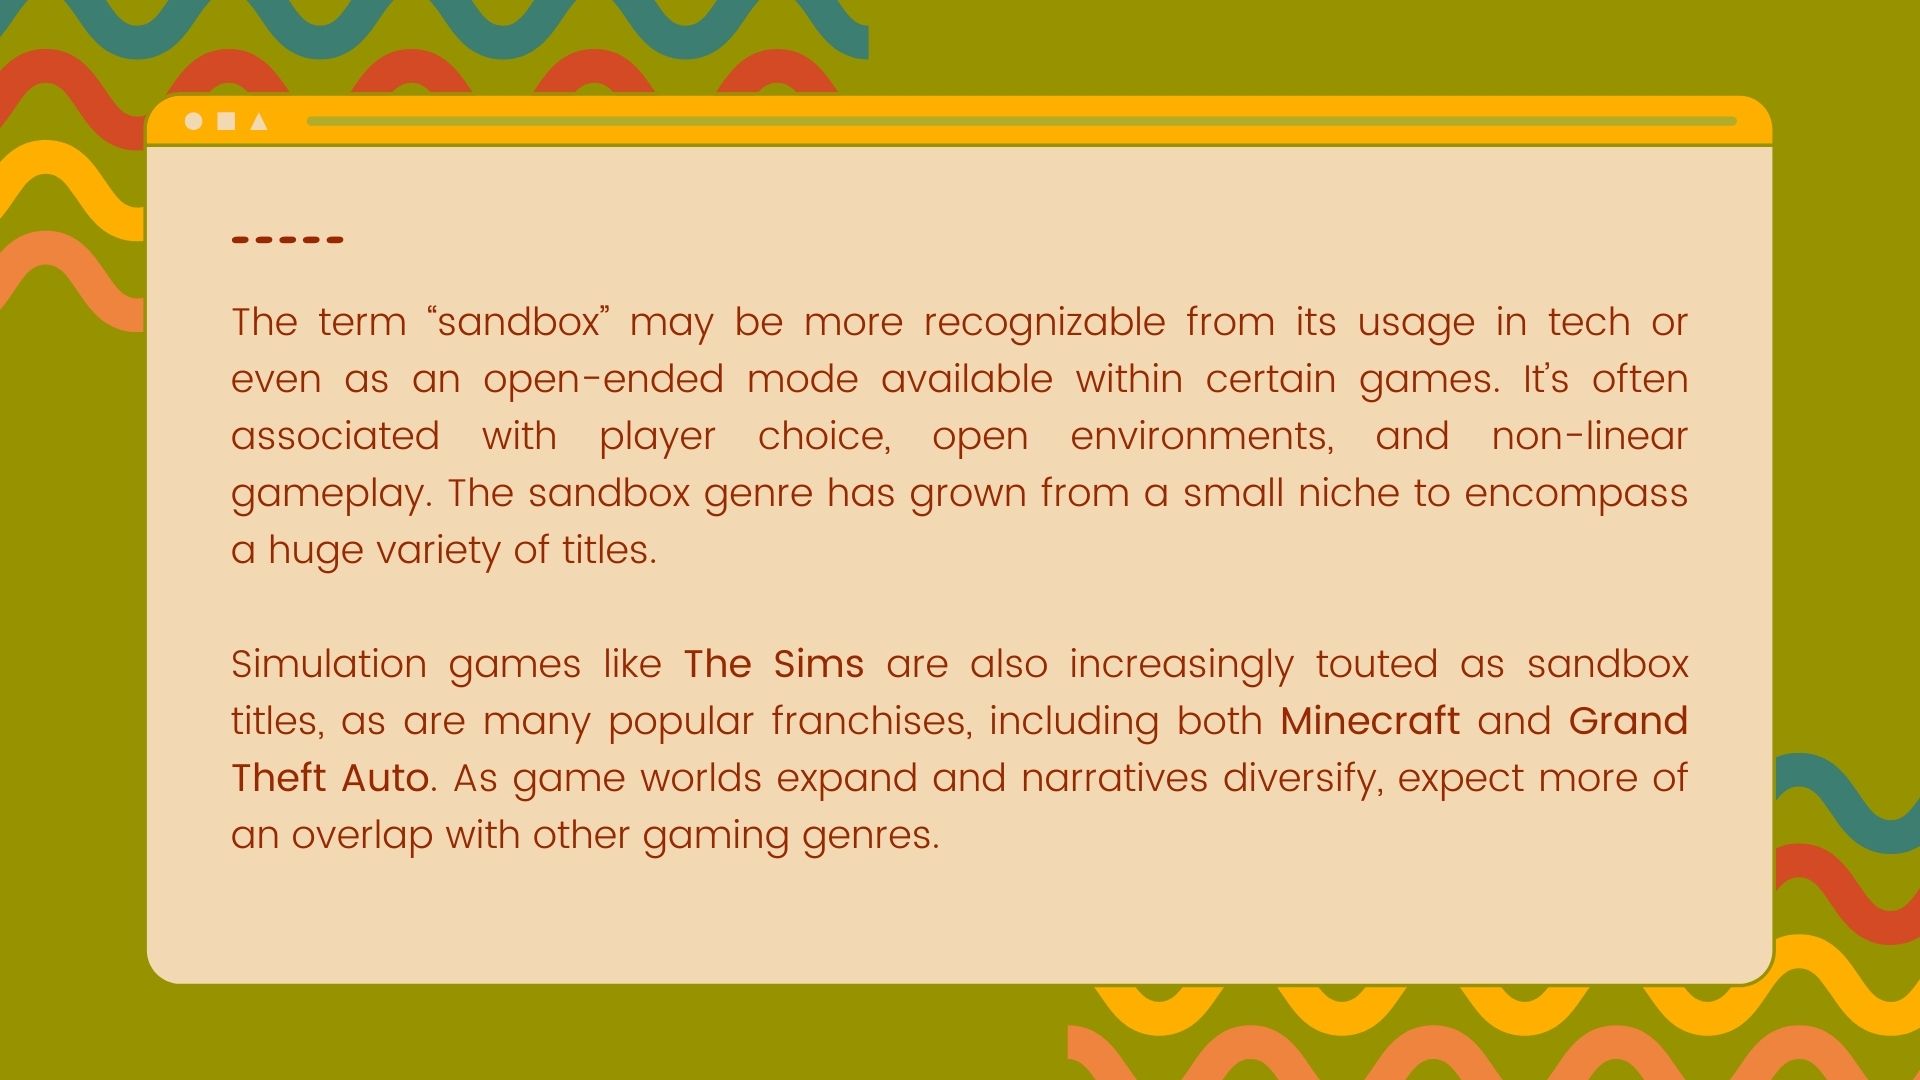 -----
The term “sandbox” may be more recognizable from its usage in tech or
even as an open-ended mode available within certain games. It’s often
associated with player choice, open environments, and non-linear
gameplay. The sandbox genre has grown from a small niche to encompass
a huge variety of titles.
Simulation games like The Sims are also increasingly touted as sandbox
titles, as are many popular franchises, including both Minecraft and Grand
Theft Auto. As game worlds expand and narratives diversify, expect more of
an overlap with other gaming genres.